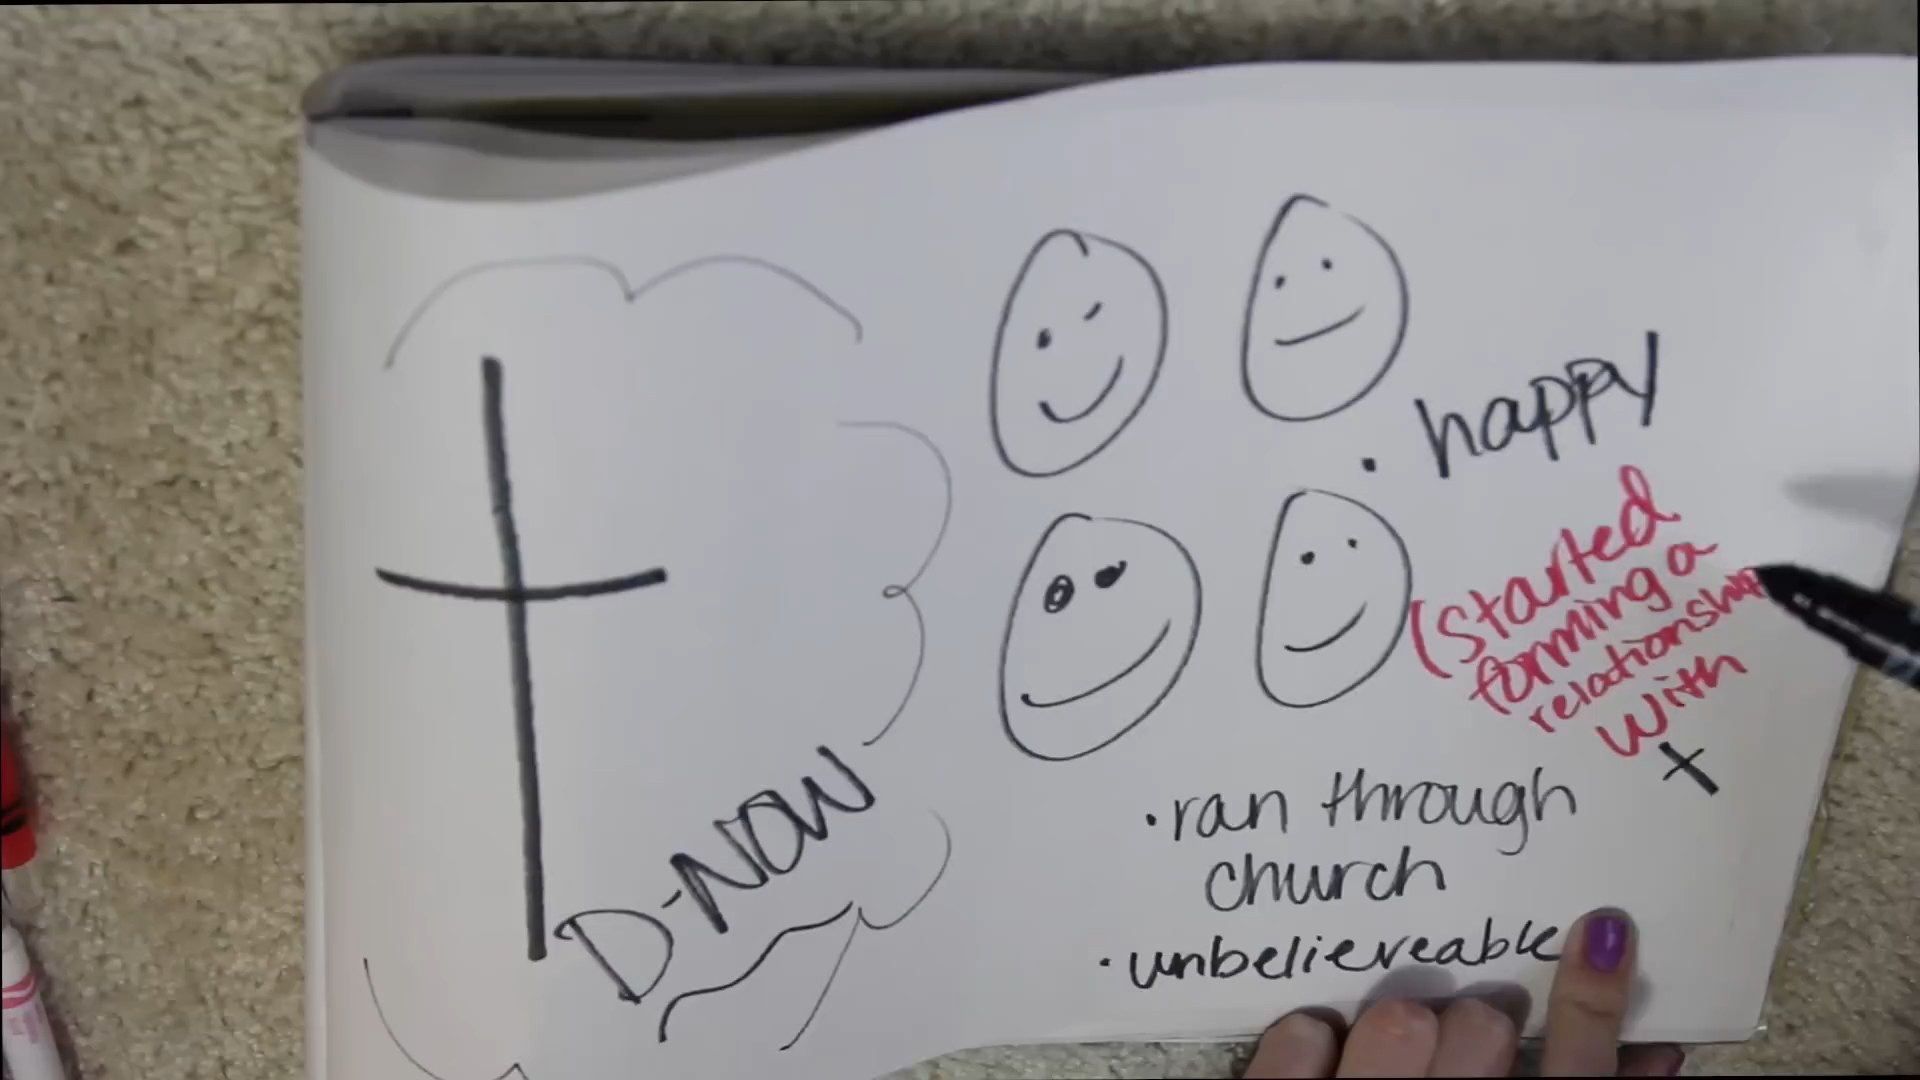 D-NOW
• happy
(started
forming a
relationship
with
• ran through
church
• unbelieveable